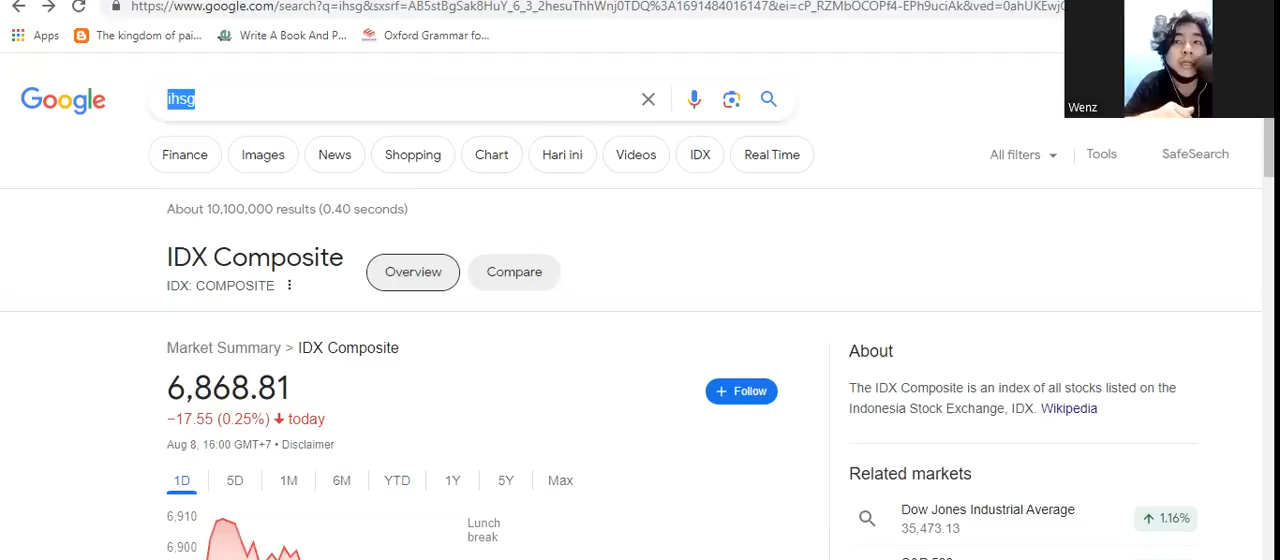 https://www.google.com/search?q=ihsg&sxsrf=AB5stBgSak8HuY_6_3_2hesuThhWnj0TDQ%3A1691484016147&ei=cP_RZMbOCOPf4-EPh9uciAk&ved=0ahUKEwj
Apps The kingdom of pai... Write A Book And P... Oxford Grammar fo...
Wenz
Google ihsg
Finance Images News Shopping Chart Hari ini Videos IDX Real Time All filters Tools SafeSearch
About 10,100,000 results (0.40 seconds)
IDX Composite Overview Compare
IDX: COMPOSITE
Market Summary > IDX Composite
6,868.81
−17.55 (0.25%) ↓ today
Aug 8, 16:00 GMT+7 • Disclaimer
+ Follow
1D 5D 1M 6M YTD 1Y 5Y Max
6,910
6,900
Lunch
break
About
The IDX Composite is an index of all stocks listed on the
Indonesia Stock Exchange, IDX. Wikipedia
Related markets
Dow Jones Industrial Average
35,473.13
↑ 1.16%